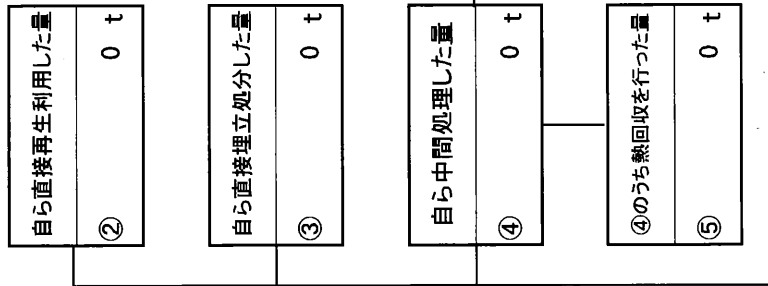 自ら直接再生利用した量
② 0 t
自ら直接埋立処分した量
③ 0 t
自ら中間処理した量
④ 0 t
④のうち熱回収を行った量
⑤ 0 t